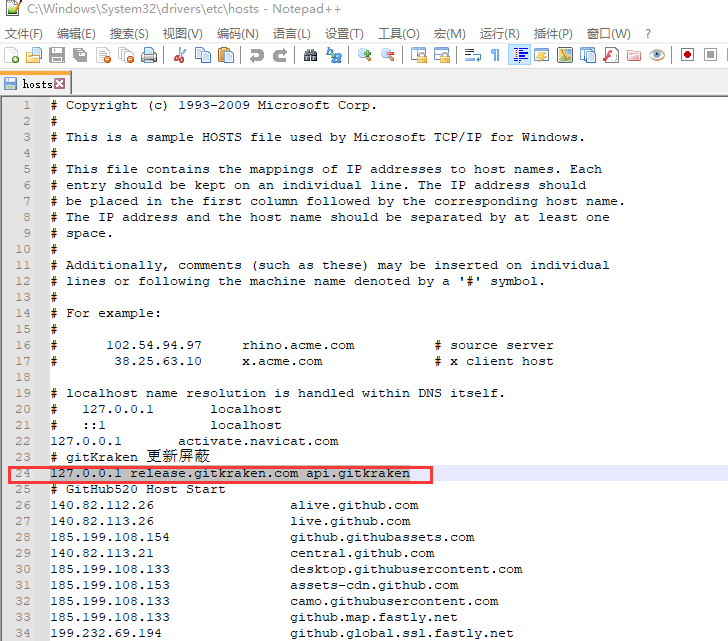 C:\Windows\System32\drivers\etc\hosts - Notepad++
文件(F) 编辑(E) 搜索(S) 视图(V) 编码(N) 语言(L) 设置(T) 工具(O) 宏(M) 运行(R) 插件(P) 窗口(W) ?
hosts
1 # Copyright (c) 1993-2009 Microsoft Corp.
2 #
3 # This is a sample HOSTS file used by Microsoft TCP/IP for Windows.
4 #
5 # This file contains the mappings of IP addresses to host names. Each
6 # entry should be kept on an individual line. The IP address should
7 # be placed in the first column followed by the corresponding host name.
8 # The IP address and the host name should be separated by at least one
9 # space.
10 #
11 # Additionally, comments (such as these) may be inserted on individual
12 # lines or following the machine name denoted by a '#' symbol.
13 #
14 # For example:
15 #
16 # 102.54.94.97 rhino.acme.com # source server
17 # 38.25.63.10 x.acme.com # x client host
18
19 # localhost name resolution is handled within DNS itself.
20 # 127.0.0.1 localhost
21 # ::1 localhost
22 127.0.0.1 activate.navicat.com
23 # gitKraken 更新屏蔽
24 127.0.0.1 release.gitkraken.com api.gitkraken
25 # GitHub520 Host Start
26 140.82.112.26 alive.github.com
27 140.82.113.26 live.github.com
28 185.199.108.154 github.githubassets.com
29 140.82.113.21 central.github.com
30 185.199.108.133 desktop.githubusercontent.com
31 185.199.108.153 assets-cdn.github.com
32 185.199.108.133 camo.githubusercontent.com
33 185.199.108.133 github.map.fastly.net
34 199.232.69.194 github.global.ssl.fastly.net